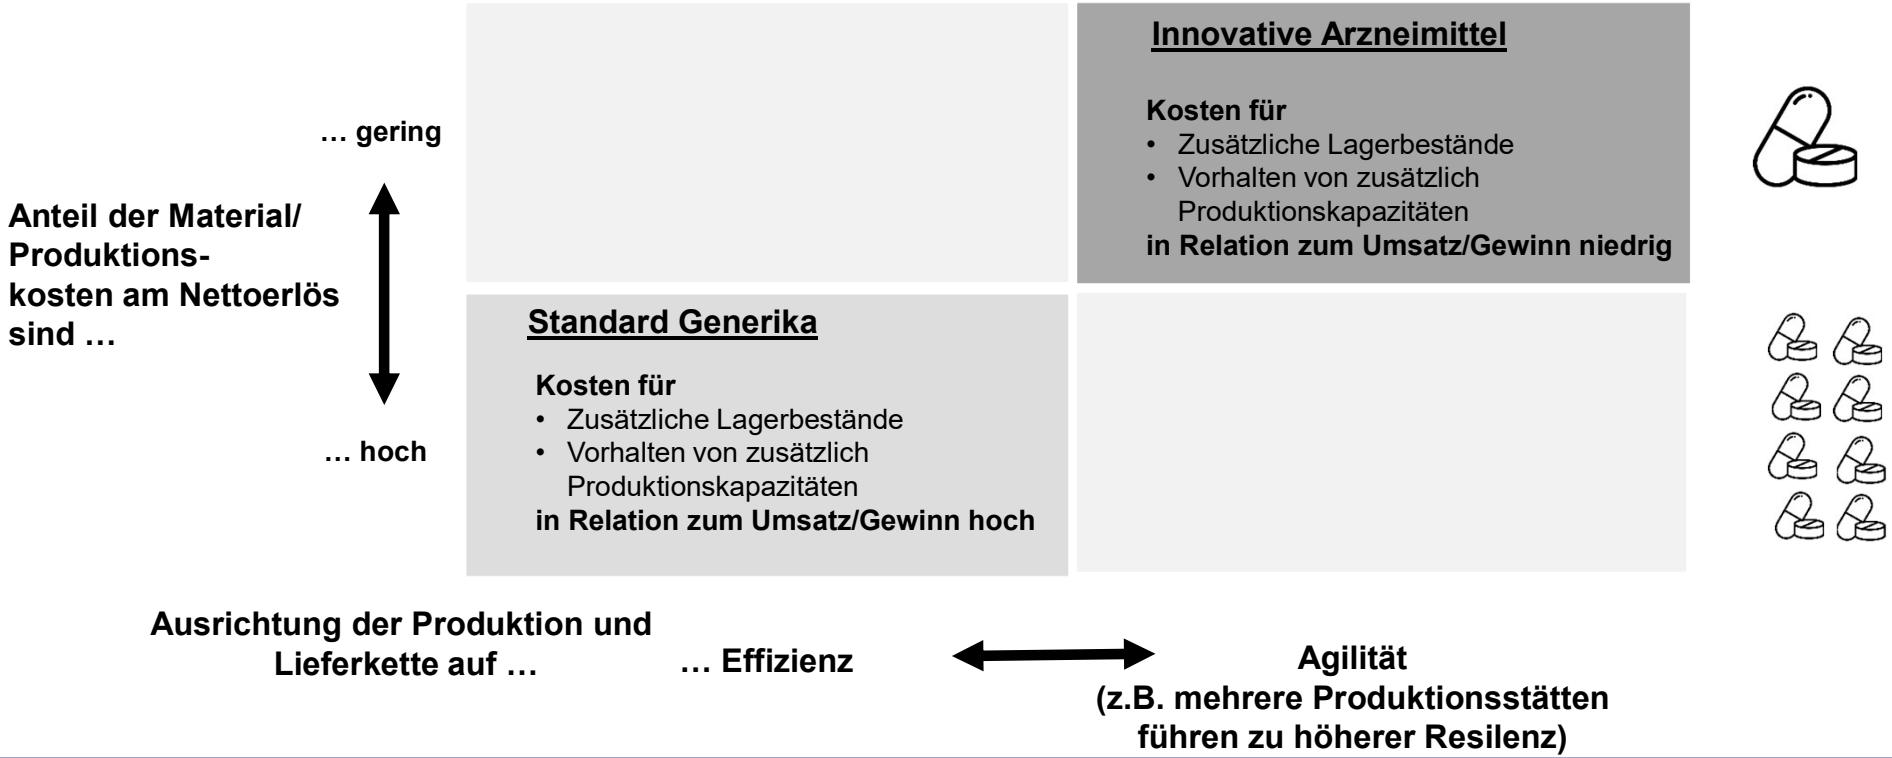 Innovative Arzneimittel
Kosten für
• Zusätzliche Lagerbestände
• Vorhalten von zusätzlich
Produktionskapazitäten
in Relation zum Umsatz/Gewinn niedrig
… gering
Anteil der Material/
Produktions-
kosten am Nettoerlös
sind …
… hoch
Standard Generika
Kosten für
• Zusätzliche Lagerbestände
• Vorhalten von zusätzlich
Produktionskapazitäten
in Relation zum Umsatz/Gewinn hoch
Ausrichtung der Produktion und
Lieferkette auf …
… Effizienz
Agilität
(z.B. mehrere Produktionsstätten
führen zu höherer Resilenz)